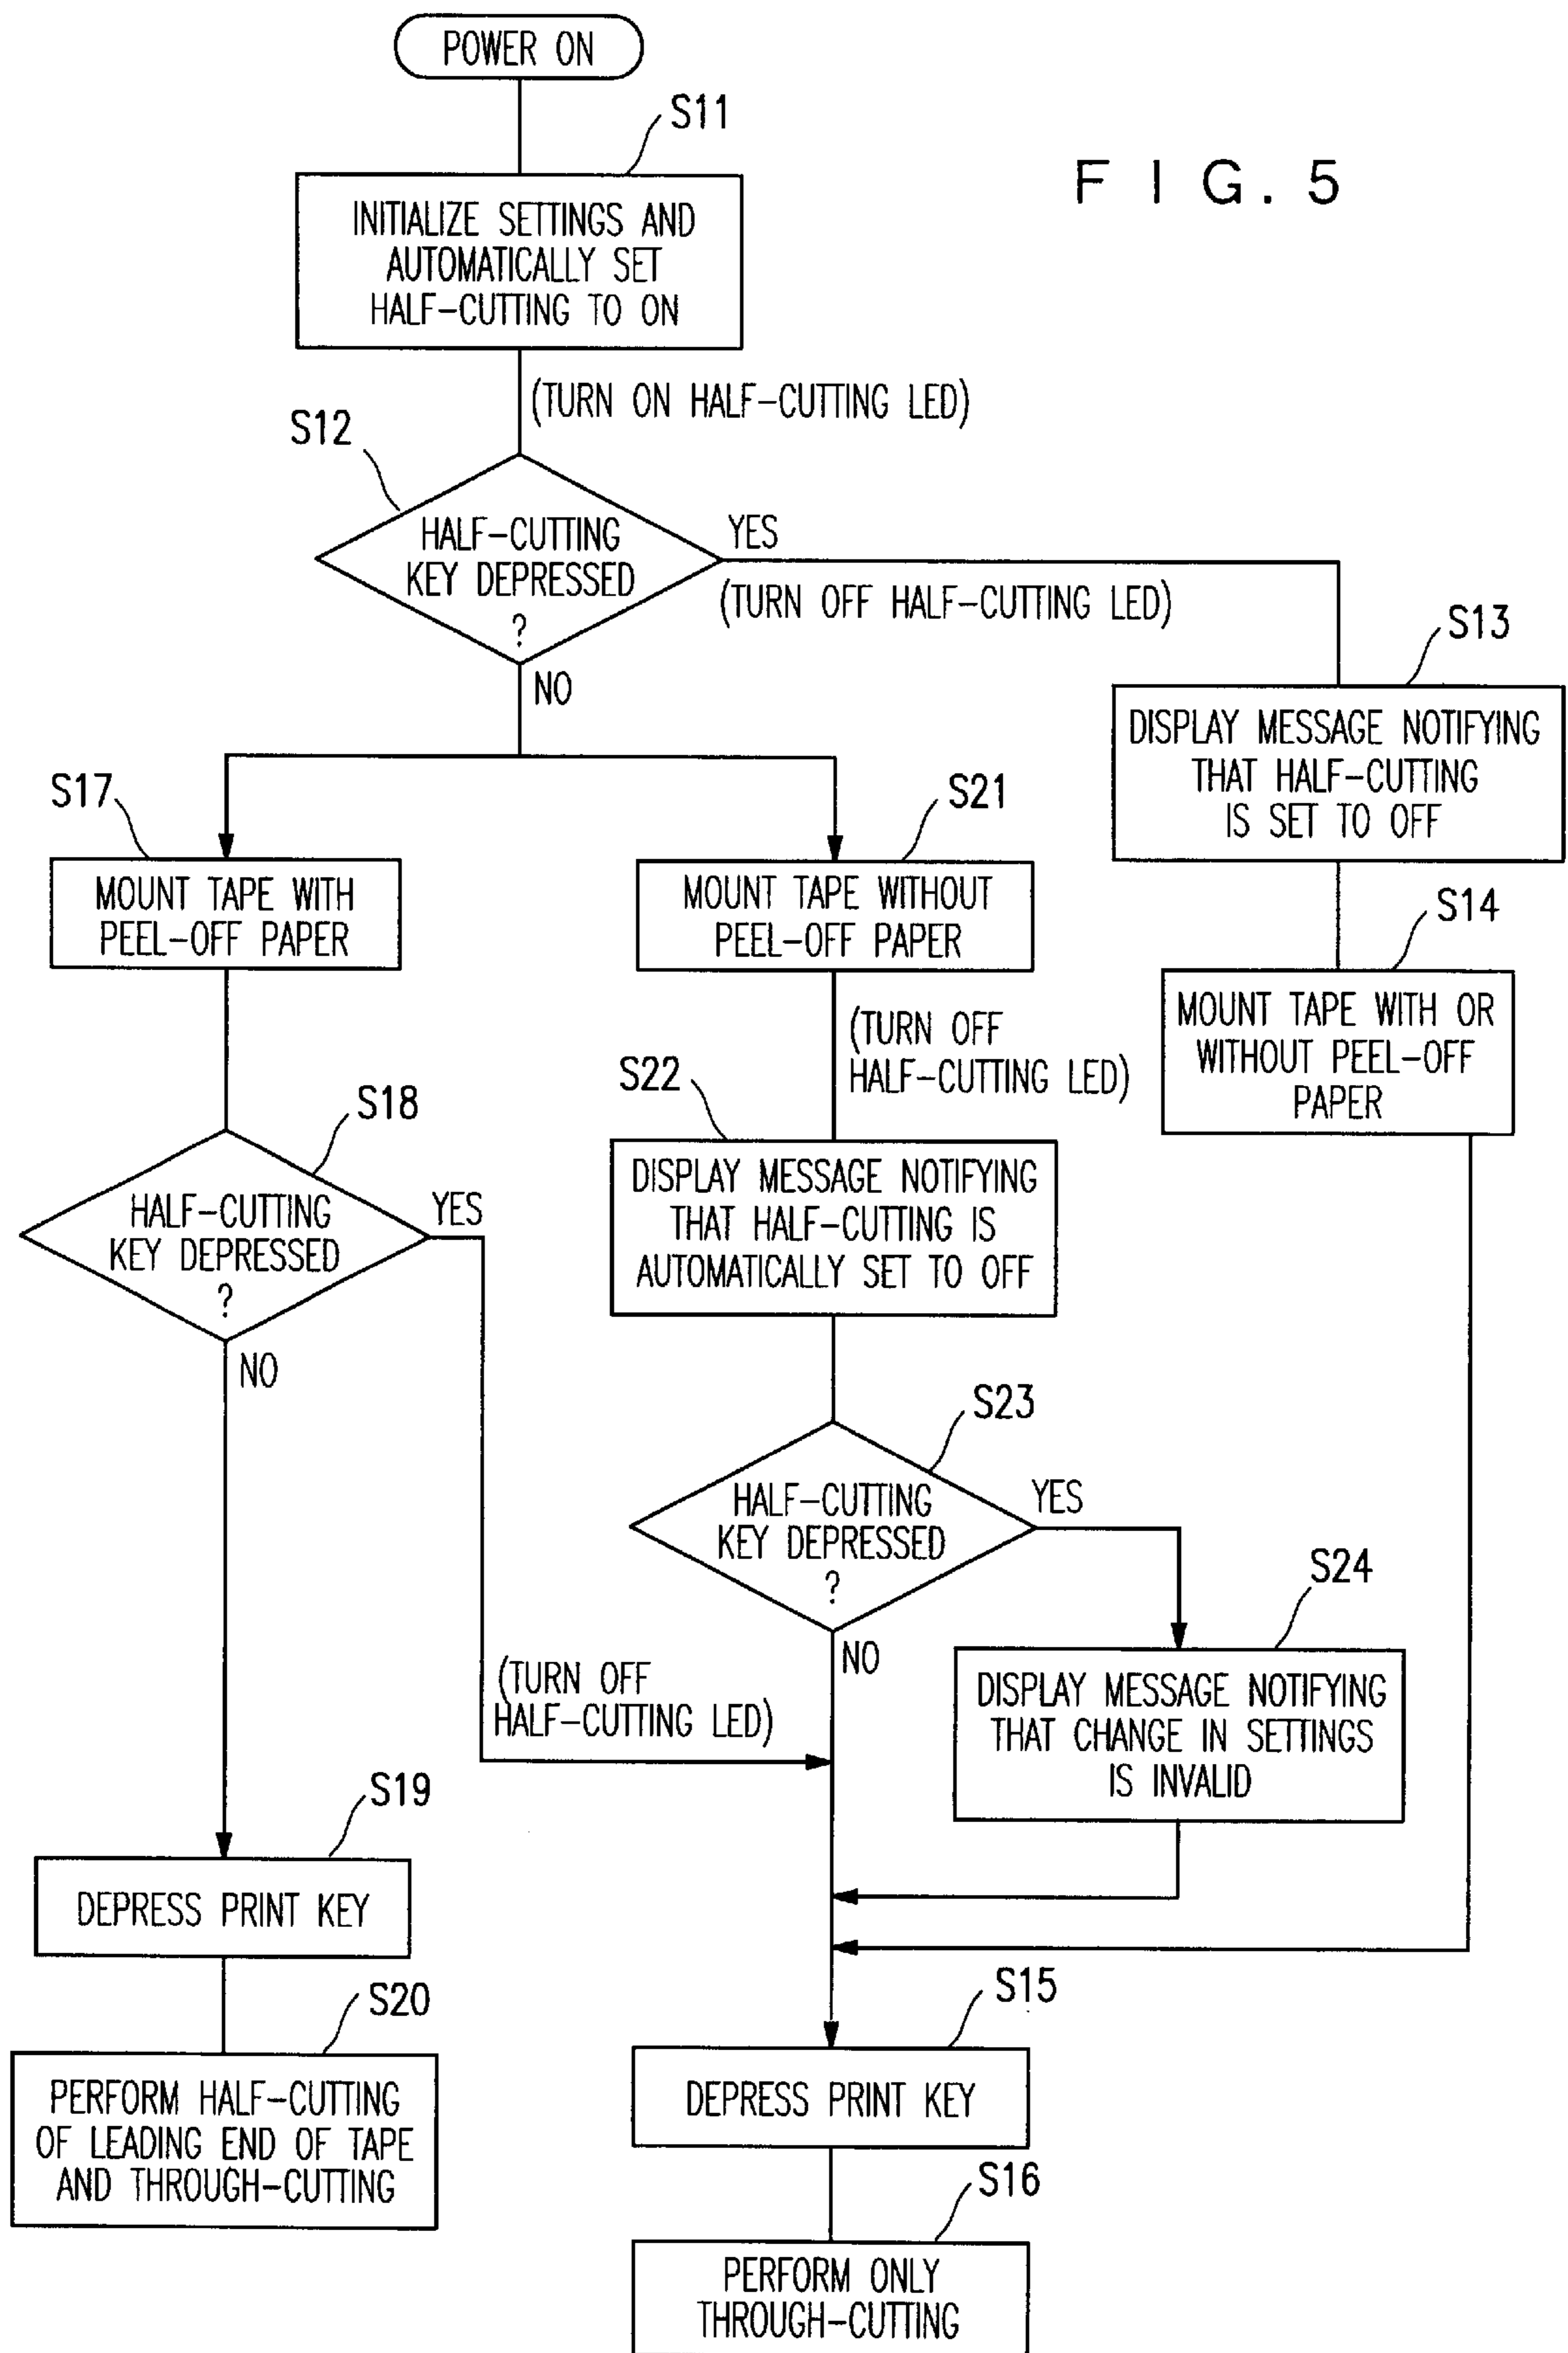 POWER ON
S11
FIG. 5
INITIALIZE SETTINGS AND
AUTOMATICALLY SET
HALF-CUTTING TO ON
(TURN ON HALF-CUTTING LED)
S12
HALF-CUTTING
KEY DEPRESSED
?
YES
(TURN OFF HALF-CUTTING LED)
NO
S13
DISPLAY MESSAGE NOTIFYING
THAT HALF-CUTTING
IS SET TO OFF
S17
MOUNT TAPE WITH
PEEL-OFF PAPER
S21
MOUNT TAPE WITHOUT
PEEL-OFF PAPER
S14
MOUNT TAPE WITH OR
WITHOUT PEEL-OFF
PAPER
(TURN OFF
HALF-CUTTING LED)
S22
DISPLAY MESSAGE NOTIFYING
THAT HALF-CUTTING IS
AUTOMATICALLY SET TO OFF
S18
HALF-CUTTING
KEY DEPRESSED
?
YES
NO
S23
HALF-CUTTING
KEY DEPRESSED
?
YES
NO
S24
DISPLAY MESSAGE NOTIFYING
THAT CHANGE IN SETTINGS
IS INVALID
(TURN OFF
HALF-CUTTING LED)
S19
DEPRESS PRINT KEY
S20
PERFORM HALF-CUTTING
OF LEADING END OF TAPE
AND THROUGH-CUTTING
S15
DEPRESS PRINT KEY
S16
PERFORM ONLY
THROUGH-CUTTING